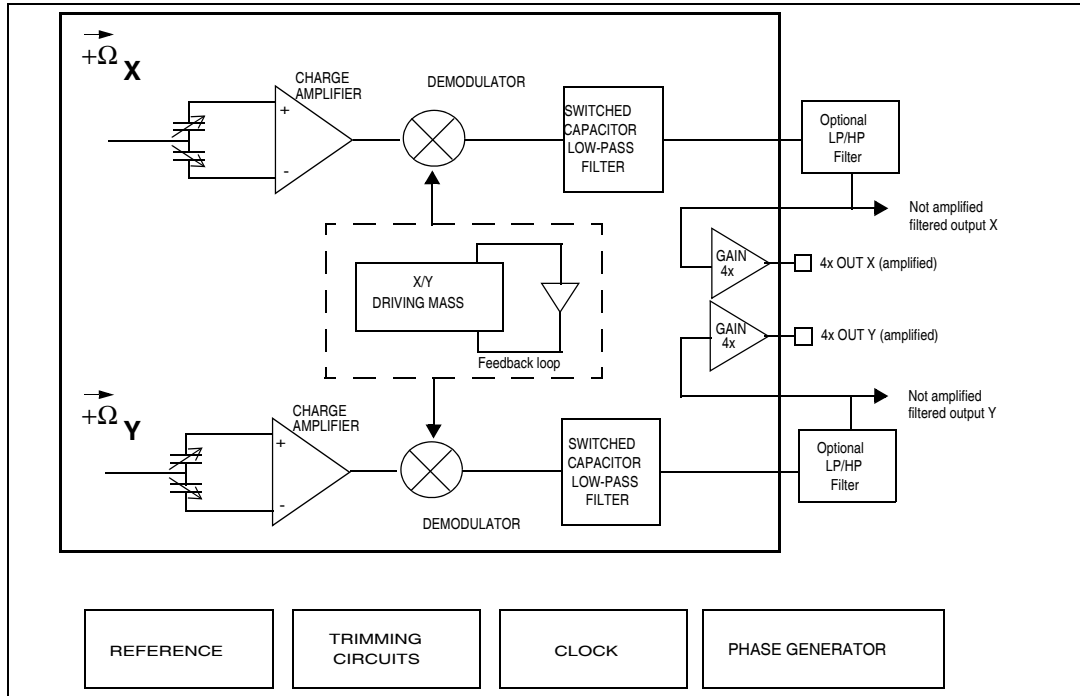 +Ω X
CHARGE
AMPLIFIER
DEMODULATOR
+
-
SWITCHED
CAPACITOR
LOW-PASS
FILTER
Optional
LP/HP
Filter
Not amplified
filtered output X
GAIN
4x
4x OUT X (amplified)
X/Y
DRIVING MASS
Feedback loop
GAIN
4x
4x OUT Y (amplified)
Not amplified
filtered output Y
+Ω Y
CHARGE
AMPLIFIER
+
-
DEMODULATOR
SWITCHED
CAPACITOR
LOW-PASS
FILTER
Optional
LP/HP
Filter
REFERENCE
TRIMMING
CIRCUITS
CLOCK
PHASE GENERATOR